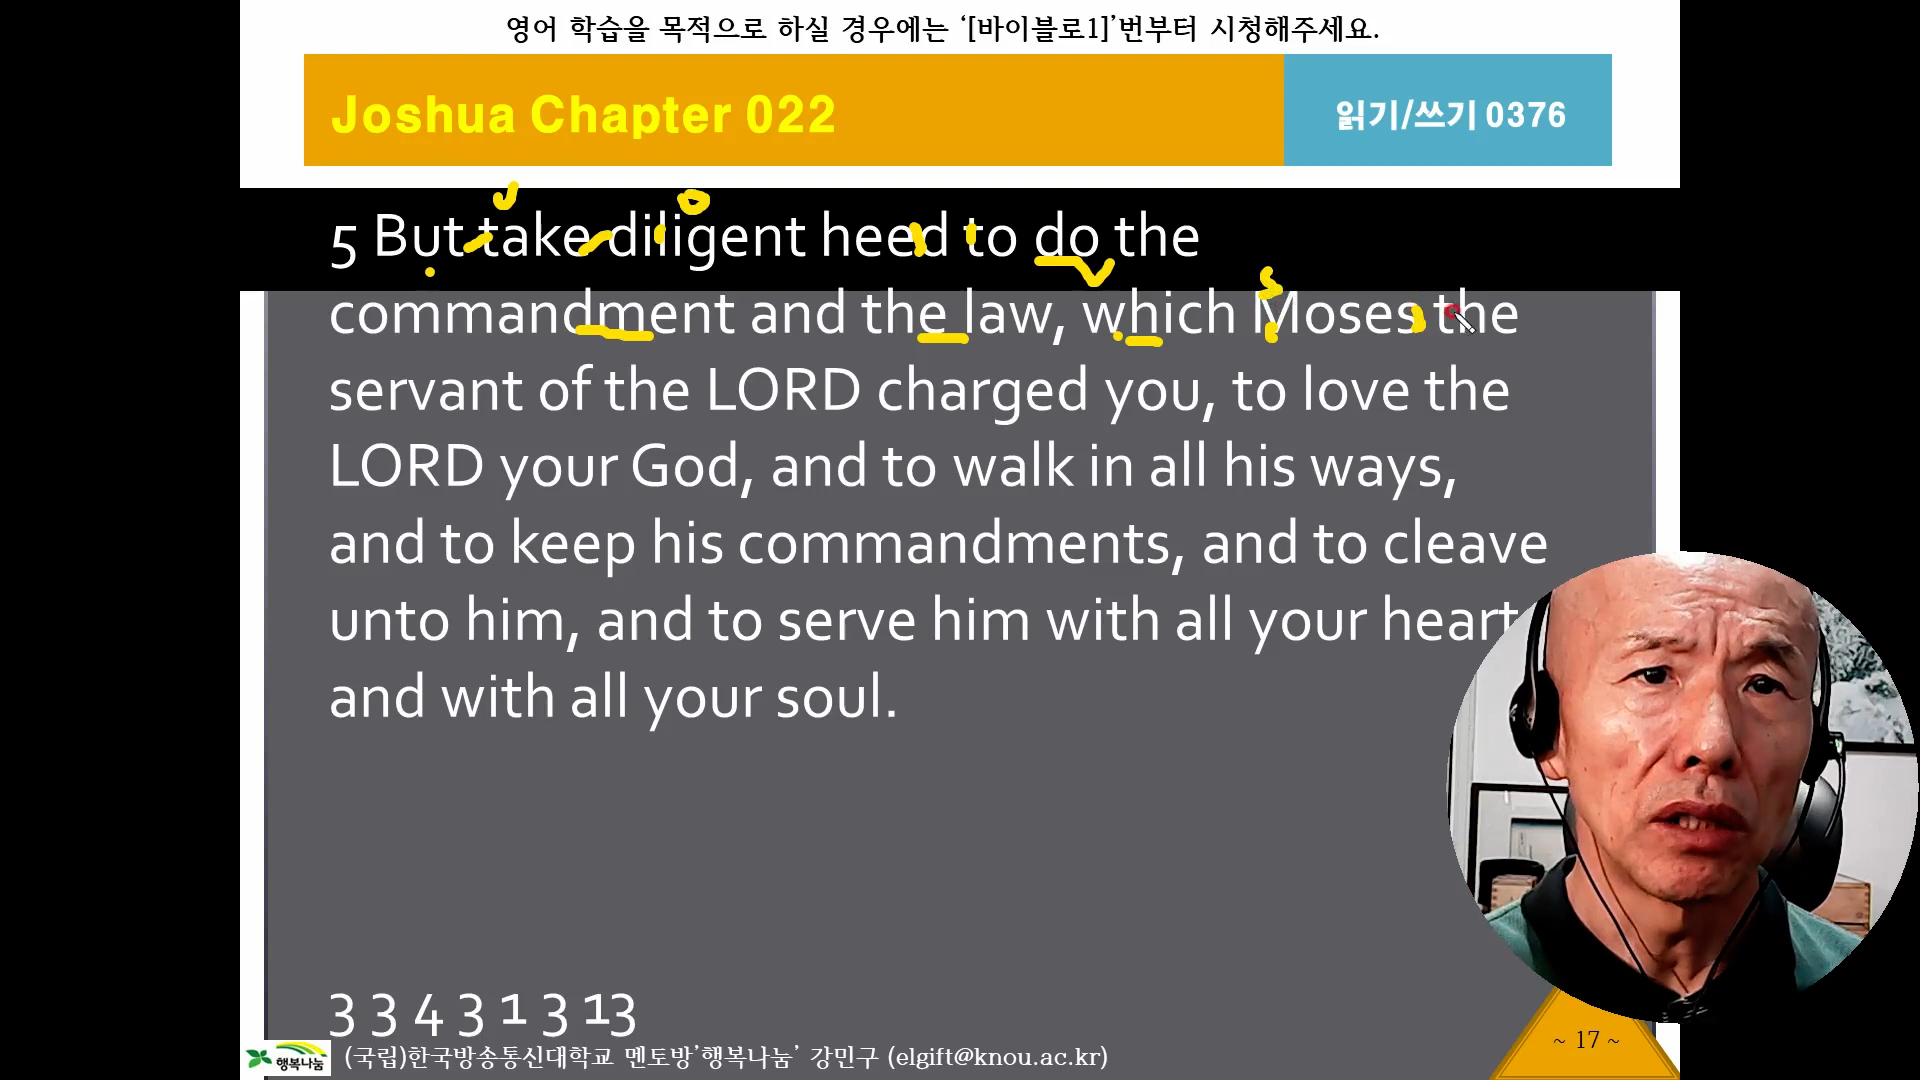 영어 학습을 목적으로 하실 경우에는 ‘[바이블로1]’번부터 시청해주세요.
Joshua Chapter 022
읽기/쓰기 0376
5 But take diligent heed to do the
commandment and the law, which Moses the
servant of the LORD charged you, to love the
LORD your God, and to walk in all his ways,
and to keep his commandments, and to cleave
unto him, and to serve him with all your heart
and with all your soul.
3 3 4 3 1 3 13
행복나눔
(국립)한국방송통신대학교 멘토방’행복나눔’ 강민구 (elgift@knou.ac.kr)
~ 17 ~